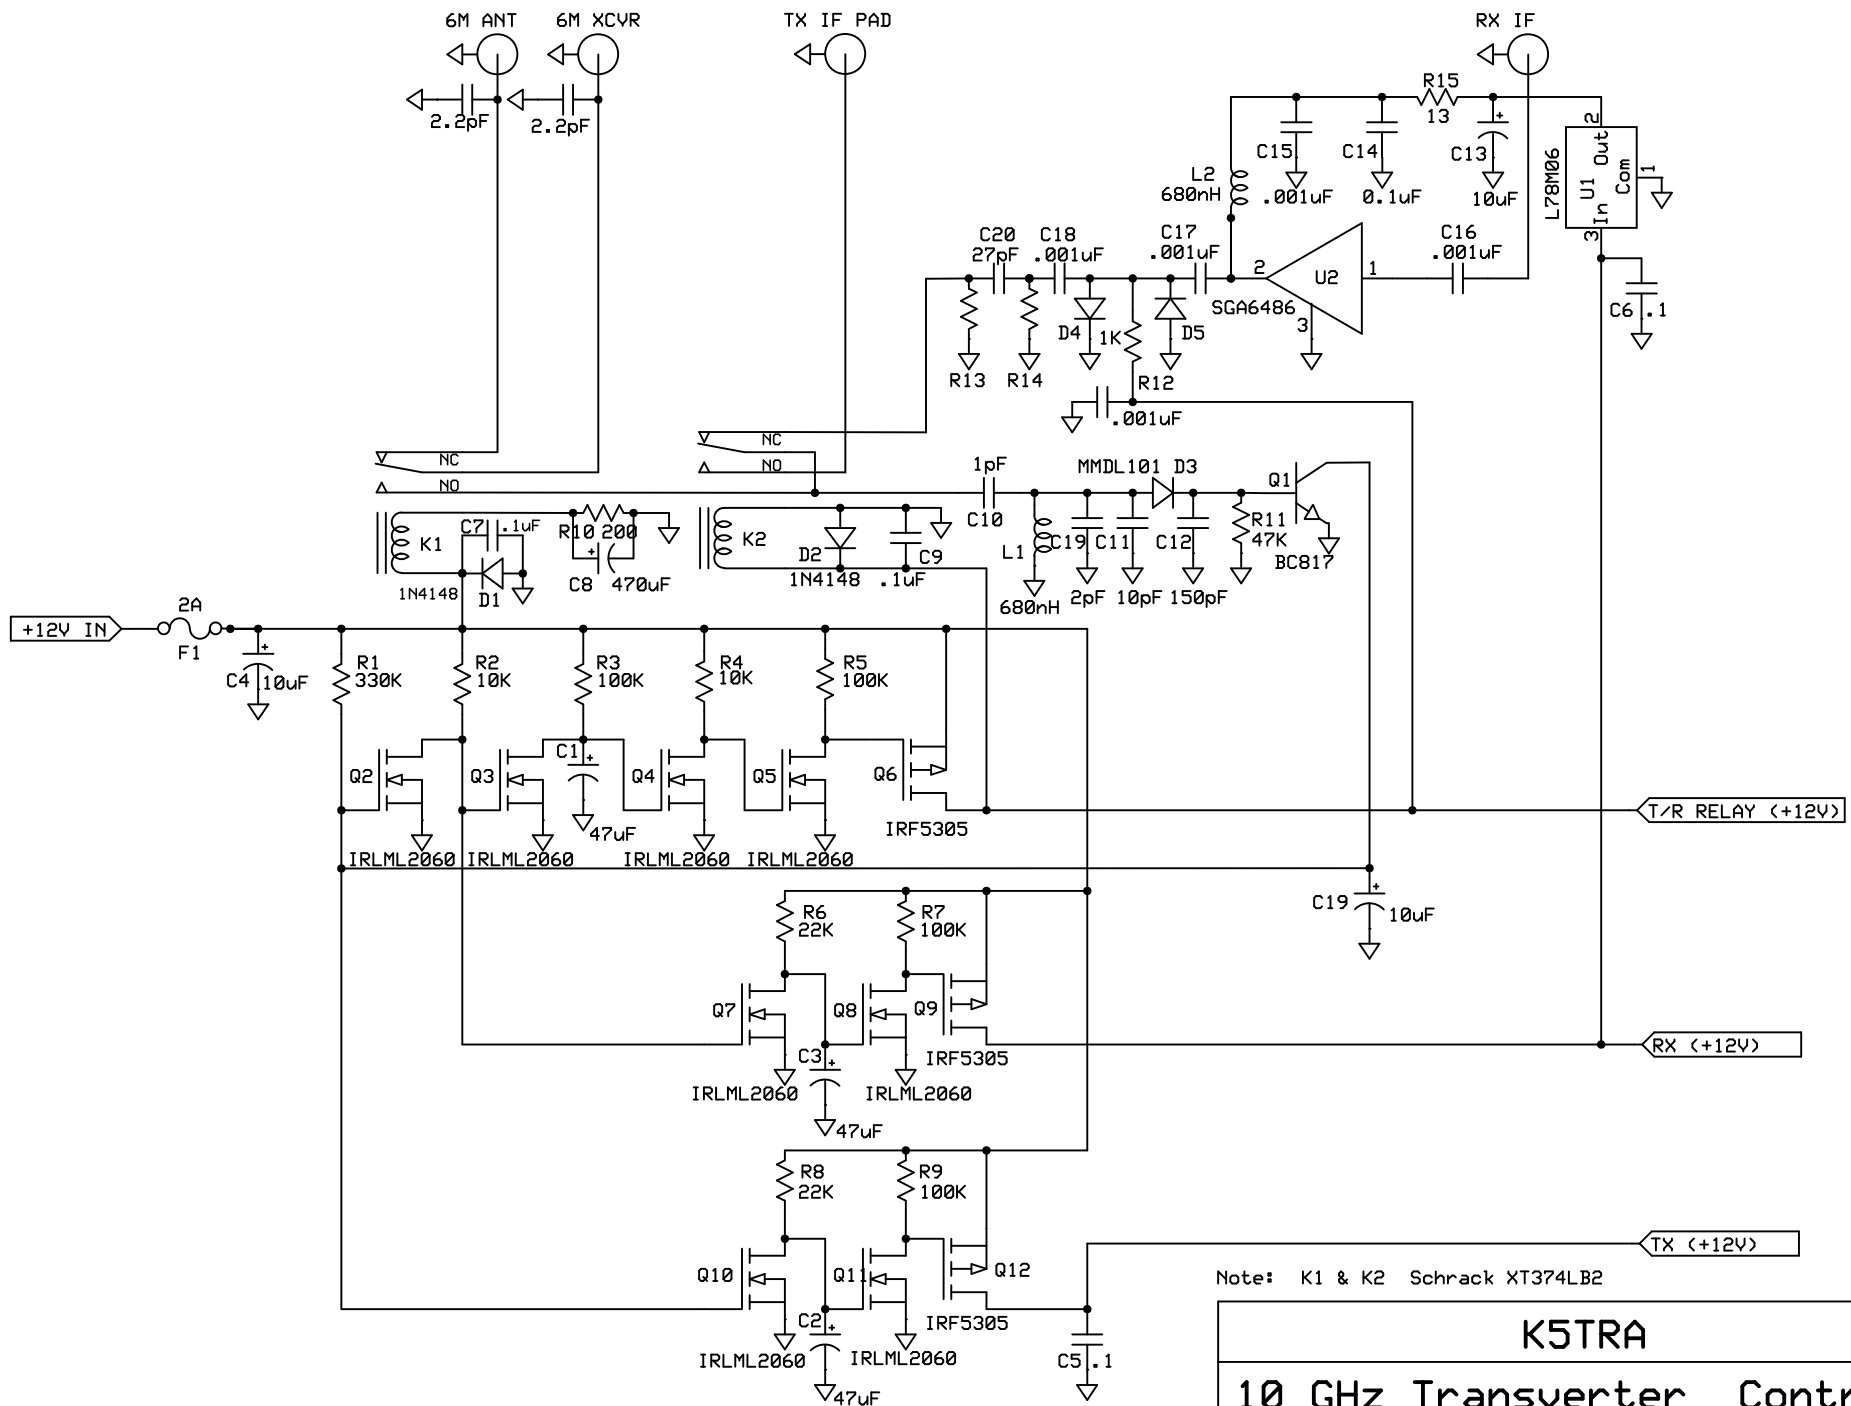 6M ANT
6M XCVR
TX IF PAD
RX IF
2.2pF
2.2pF
R15
13
C15
.001uF
C14
0.1uF
C13
10uF
L78M06
2
Out
U1
Com
1
In
3
L2
680nH
C20
27pF
C18
.001uF
C17
.001uF
2
U2
1
C16
.001uF
SGA6486
3
C6 .1
D4
1K
D5
R13
R14
R12
.001uF
NC
NO
NC
NO
1pF
C10
MMDL101 D3
Q1
C7 .1uF
R10 200
K1
K2
D2
C9
L1
C19
C11
C12
R11
47K
BC817
1N4148
D1
C8
470uF
1N4148
.1uF
680nH
2pF
10pF
150pF
+12V IN
2A
F1
C4
10uF
R1
330K
R2
10K
R3
100K
R4
10K
R5
100K
Q2
Q3
C1
Q4
Q5
Q6
47uF
IRF5305
T/R RELAY (+12V)
IRLML2060
IRLML2060
IRLML2060
IRLML2060
C19
10uF
R6
22K
R7
100K
Q7
Q8
Q9
C3
IRF5305
RX (+12V)
IRLML2060
IRLML2060
47uF
R8
22K
R9
100K
TX (+12V)
Q10
Q11
Q12
C2
IRF5305
IRLML2060
IRLML2060
47uF
C5 .1
Note: K1 & K2 Schrack XT374LB2
K5TRA
10 GHz Transverter Contr